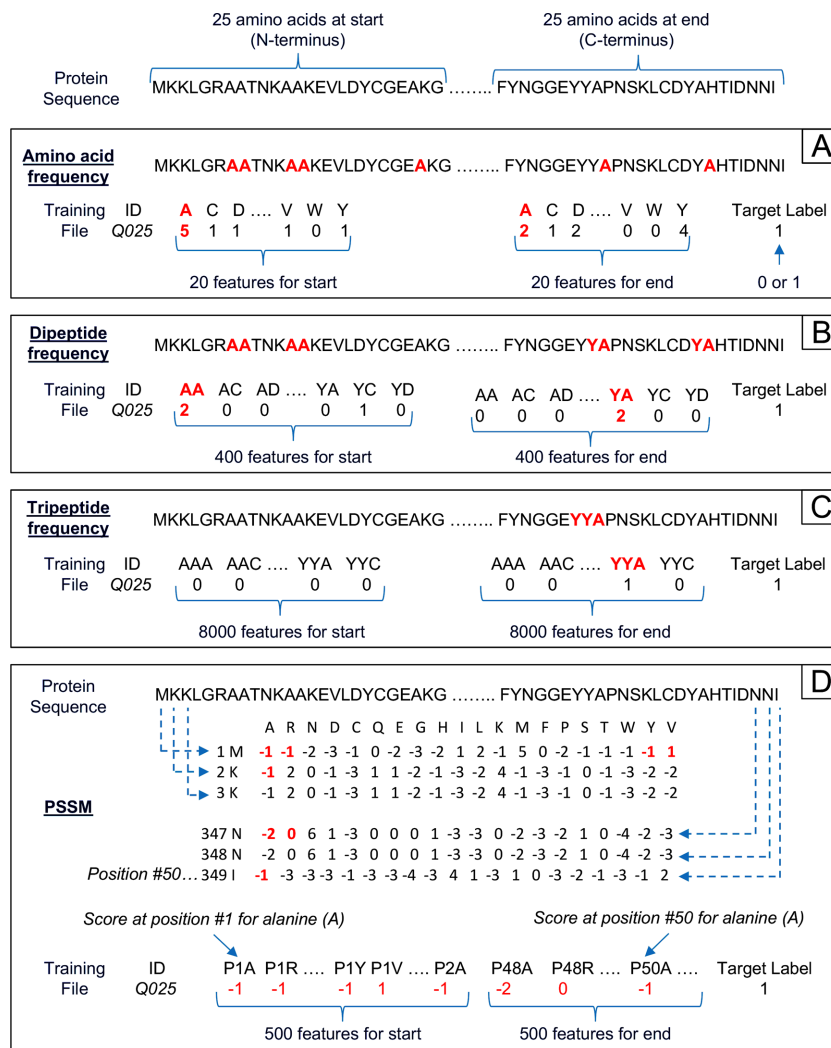 25 amino acids at start
(N-terminus)
25 amino acids at end
(C-terminus)
Protein
Sequence
MKKLGRAATNKAAKEVLDYCGEAKG ........ FYNGGEYYAPNSKLCDYAHTIDNNI
A
Amino acid
frequency
MKKLGRAATNKAAKEVLDYCGEAKG ........ FYNGGEYYAPNSKLCDYAHTIDNNI
Training ID A C D .... V W Y A C D .... V W Y Target Label
File Q025 5 1 1 1 0 1 2 1 2 0 0 4 1
20 features for start 20 features for end 0 or 1
B
Dipeptide
frequency
MKKLGRAATNKAAKEVLDYCGEAKG ........ FYNGGEYYAPNSKLCDYAHTIDNNI
Training ID AA AC AD .... YA YC YD AA AC AD .... YA YC YD Target Label
File Q025 2 0 0 0 1 0 0 0 0 2 0 0 1
400 features for start 400 features for end
C
Tripeptide
frequency
MKKLGRAATNKAAKEVLDYCGEAKG ........ FYNGGEYYAPNSKLCDYAHTIDNNI
Training ID AAA AAC .... YYA YYC AAA AAC .... YYA YYC Target Label
File Q025 0 0 0 0 0 0 1 0 1
8000 features for start 8000 features for end
D
Protein
Sequence
MKKLGRAATNKAAKEVLDYCGEAKG ........ FYNGGEYYAPNSKLCDYAHTIDNNI
A R N D C Q E G H I L K M F P S T W Y V
1 M -1 -1 -2 -3 -1 0 -2 -3 -2 1 2 -1 5 0 -2 -1 -1 -1 -1 1
2 K -1 2 0 -1 -3 1 1 -2 -1 -3 -2 4 -1 -3 -1 0 -1 -3 -2 -2
3 K -1 2 0 -1 -3 1 1 -2 -1 -3 -2 4 -1 -3 -1 0 -1 -3 -2 -2
PSSM
347 N -2 0 6 1 -3 0 0 0 1 -3 -3 0 -2 -3 -2 1 0 -4 -2 -3
348 N -2 0 6 1 -3 0 0 0 1 -3 -3 0 -2 -3 -2 1 0 -4 -2 -3
Position #50... 349 I -1 -3 -3 -3 -1 -3 -3 -4 -3 4 1 -3 1 0 -3 -2 -1 -3 -1 2
Score at position #1 for alanine (A) Score at position #50 for alanine (A)
Training ID P1A P1R .... P1Y P1V .... P2A P48A P48R .... P50A .... Target Label
File Q025 -1 -1 -1 1 -1 -2 0 -1 1
500 features for start 500 features for end